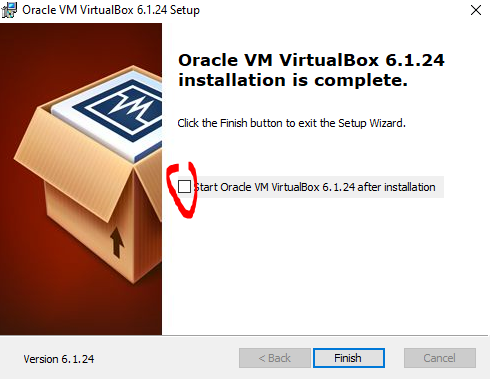 Oracle VM VirtualBox 6.1.24 Setup
VM
Oracle VM VirtualBox 6.1.24
installation is complete.
Click the Finish button to exit the Setup Wizard.
Start Oracle VM VirtualBox 6.1.24 after installation
Version 6.1.24
< Back
Finish
Cancel